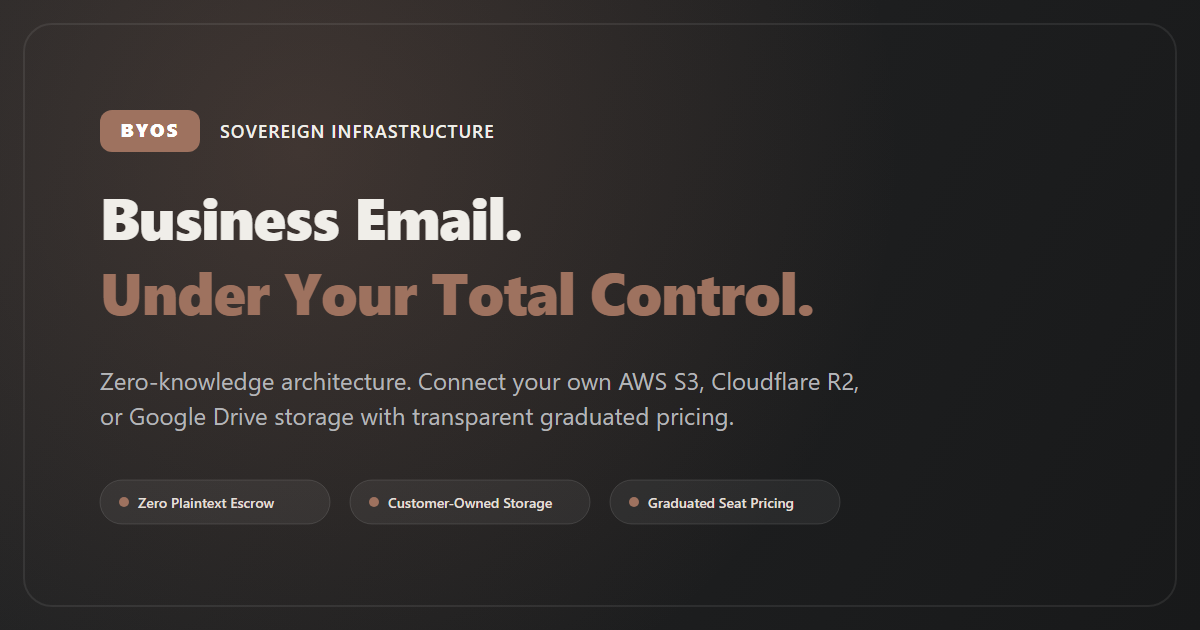 BYOS
SOVEREIGN INFRASTRUCTURE
Business Email.
Under Your Total Control.
Zero-knowledge architecture. Connect your own AWS S3, Cloudflare R2,
or Google Drive storage with transparent graduated pricing.
Zero Plaintext Escrow
Customer-Owned Storage
Graduated Seat Pricing